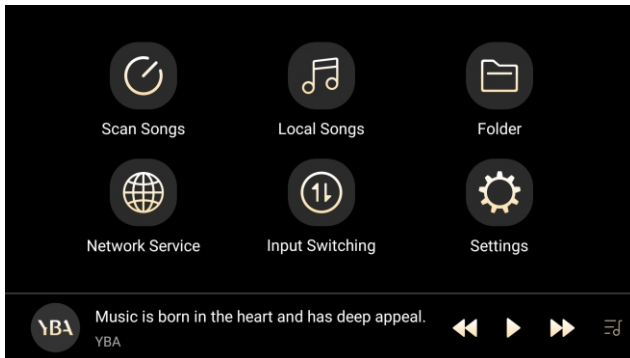 Scan Songs
Local Songs
Folder
Network Service
Input Switching
Settings
YBA
Music is born in the heart and has deep appeal.
YBA